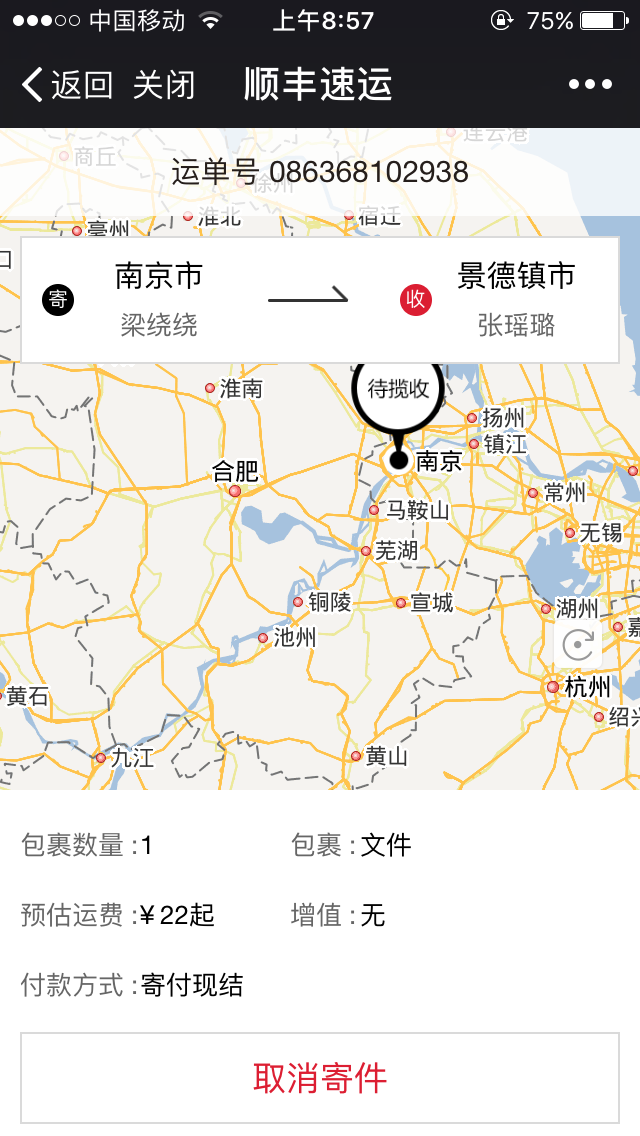 中国移动 上午8:57 75%
返回 关闭 顺丰速运
连云港
商丘
运单号 086368102938
徐州
亳州 淮北 宿迁
口
寄 南京市 收 景德镇市
梁绕绕 张瑶璐
淮南 待揽收
扬州
镇江
合肥 南京
常州
马鞍山
无锡
芜湖
铜陵 宣城 湖州
嘉
池州
杭州
黄石
绍兴
九江 黄山
包裹数量 :1 包裹 :文件
预估运费 :¥22起 增值 :无
付款方式 :寄付现结
取消寄件